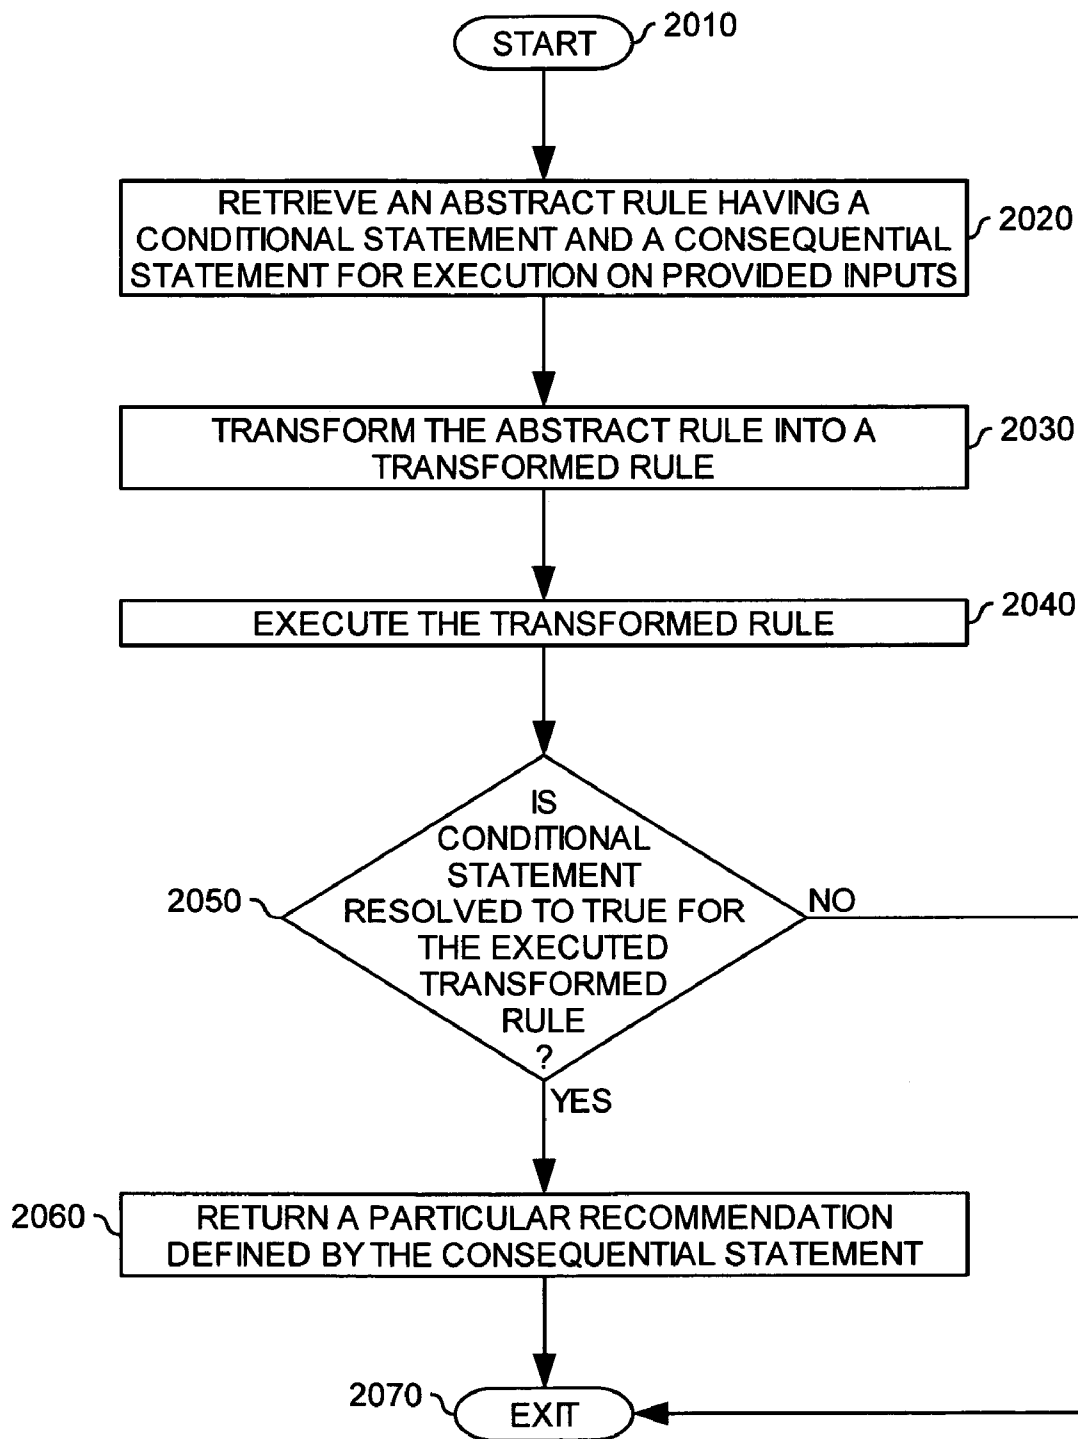 START
2010
RETRIEVE AN ABSTRACT RULE HAVING A
CONDITIONAL STATEMENT AND A CONSEQUENTIAL
STATEMENT FOR EXECUTION ON PROVIDED INPUTS
2020
TRANSFORM THE ABSTRACT RULE INTO A
TRANSFORMED RULE
2030
EXECUTE THE TRANSFORMED RULE
2040
IS
CONDITIONAL
STATEMENT
RESOLVED TO TRUE FOR
THE EXECUTED
TRANSFORMED
RULE
?
2050
NO
YES
2060
RETURN A PARTICULAR RECOMMENDATION
DEFINED BY THE CONSEQUENTIAL STATEMENT
2070
EXIT